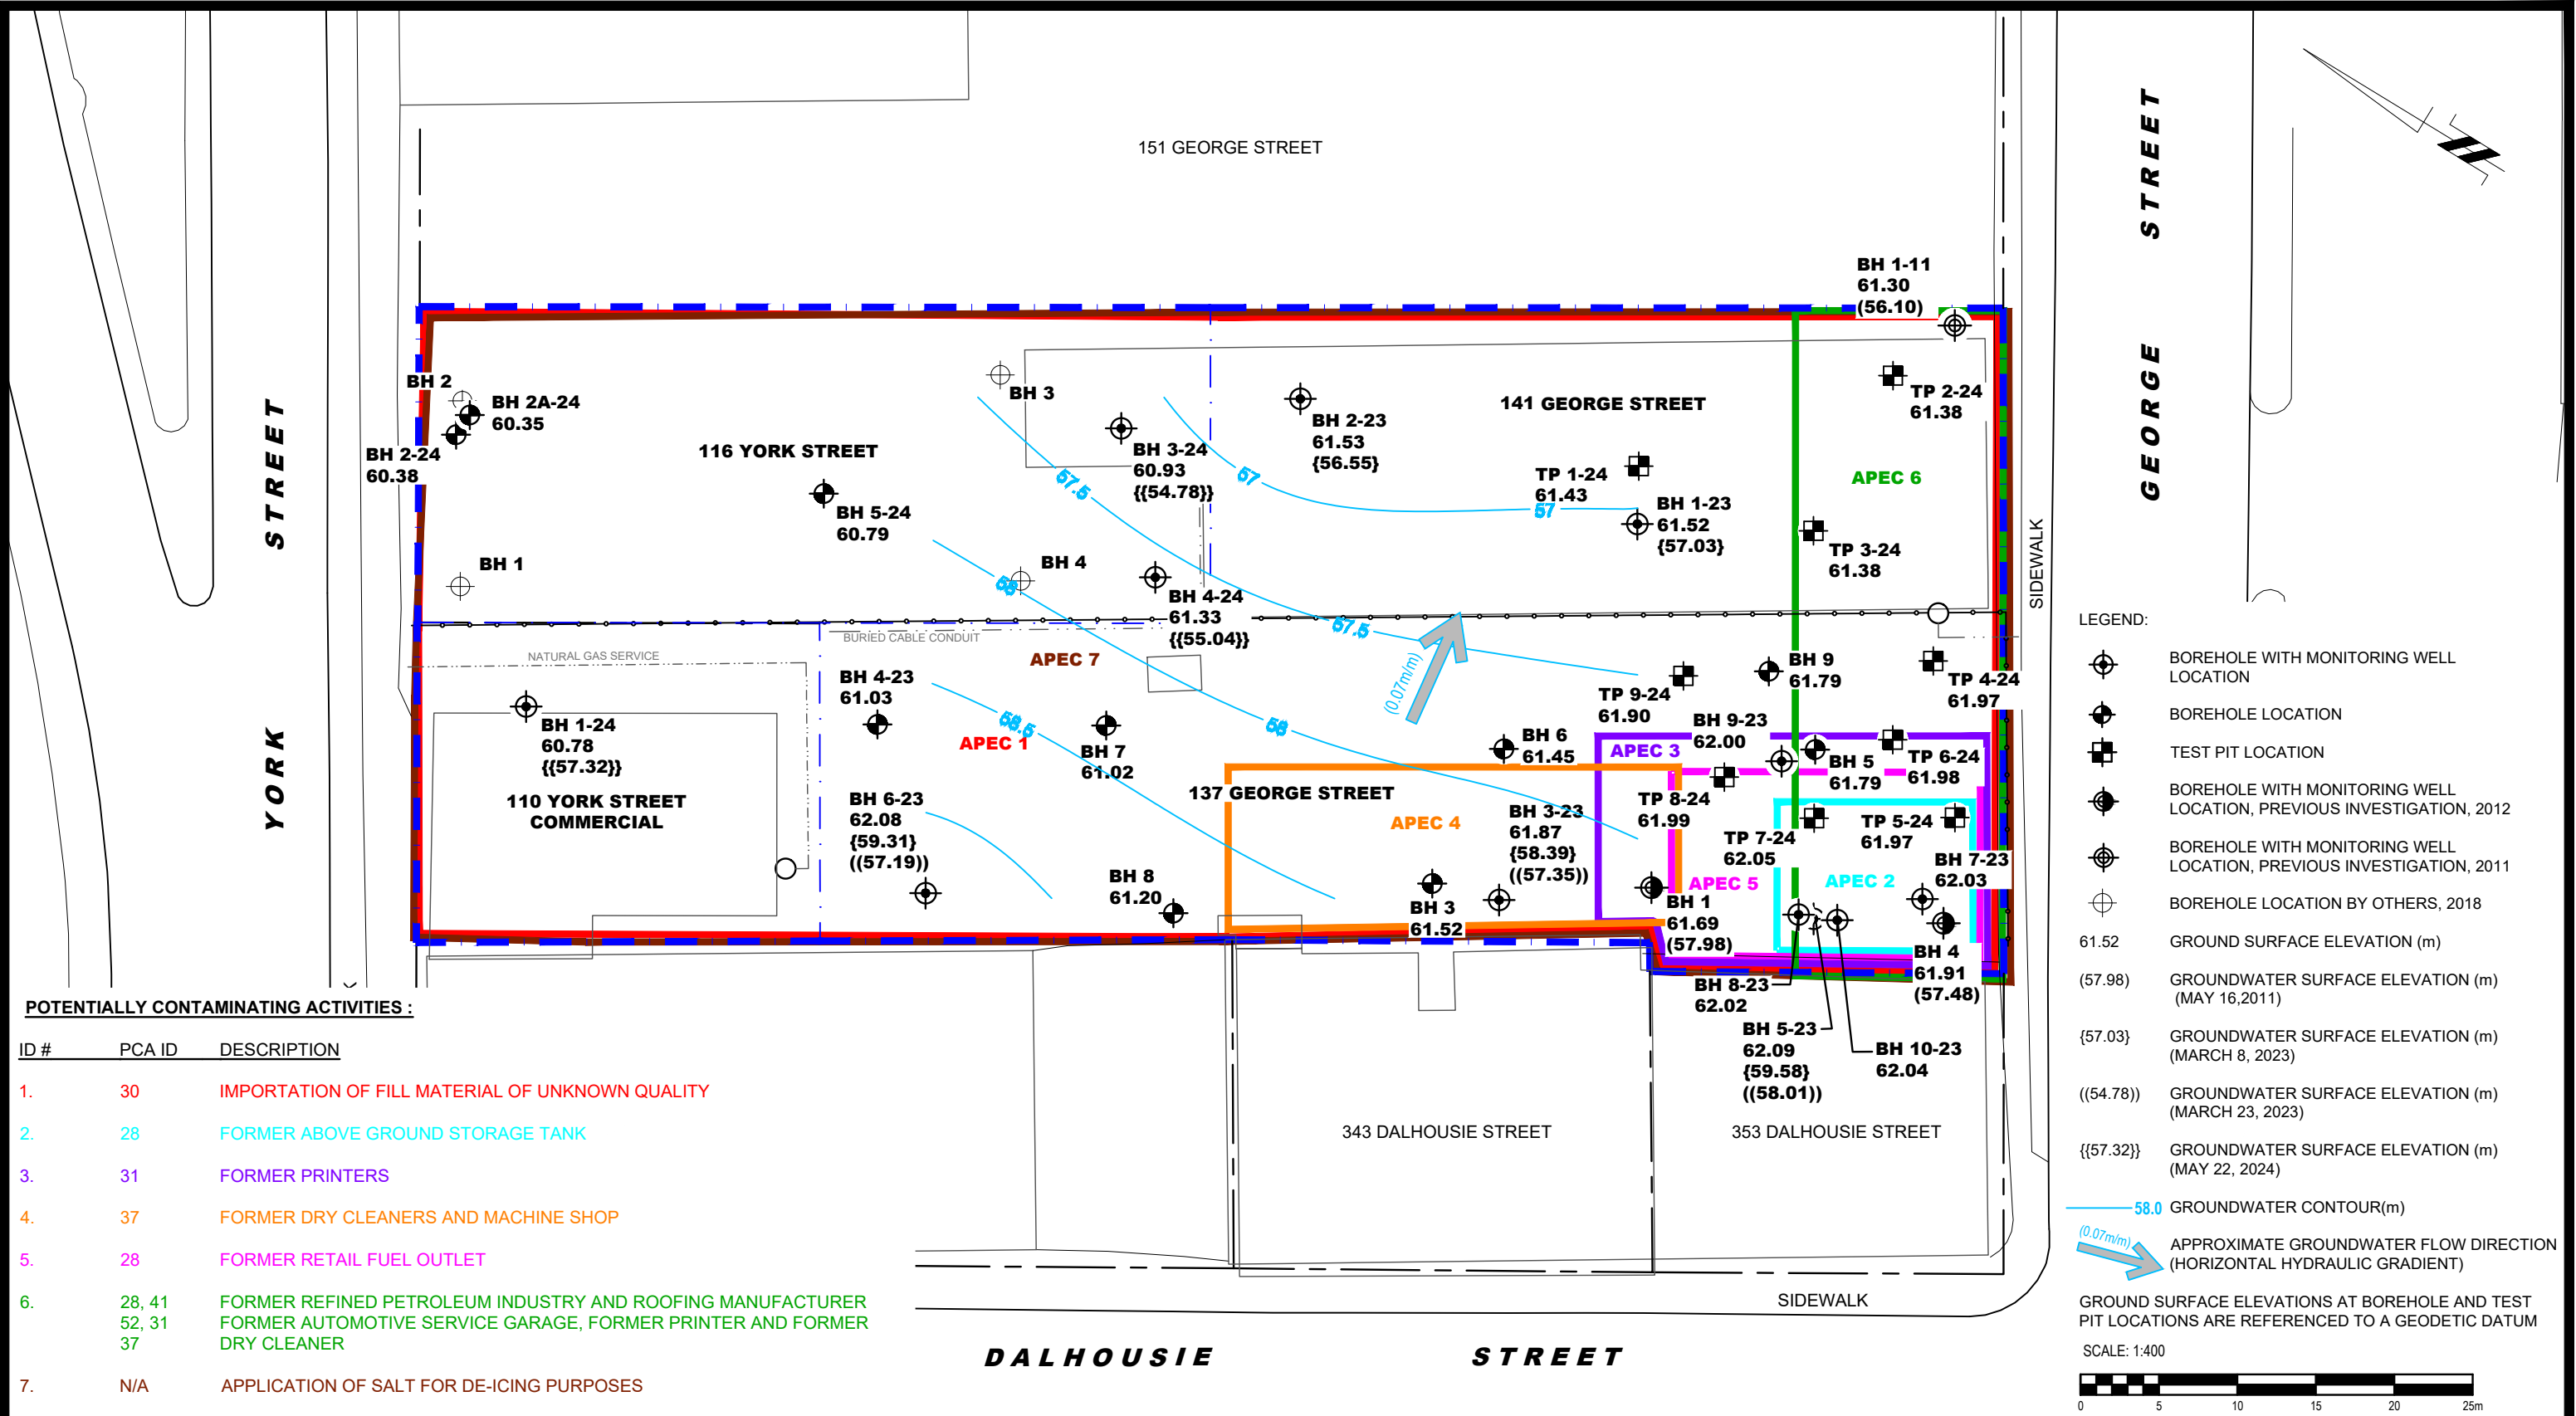 151 GEORGE STREET
YORK STREET
GEORGE STREET
DALHOUSIE STREET
SIDEWALK
SIDEWALK
BH 1-11
61.30
(56.10)
TP 2-24
61.38
BH 2
BH 2A-24
60.35
BH 2-24
60.38
BH 3
BH 3-24
60.93
{{54.78}}
BH 2-23
61.53
{56.55}
141 GEORGE STREET
116 YORK STREET
BH 5-24
60.79
TP 1-24
61.43
BH 1-23
61.52
{57.03}
APEC 6
TP 3-24
61.38
57.5
57
57
BH 1
BH 4
58
BH 4-24
61.33
{{55.04}}
57.5
(0.07m/m)
BURIED CABLE CONDUIT
NATURAL GAS SERVICE
APEC 7
BH 4-23
61.03
BH 1-24
60.78
{{57.32}}
110 YORK STREET
COMMERCIAL
APEC 1
58.5
BH 7
61.02
58
BH 6
61.45
TP 9-24
61.90
BH 9
61.79
TP 4-24
61.97
BH 9-23
62.00
APEC 3
BH 5
61.79
TP 6-24
61.98
137 GEORGE STREET
BH 6-23
62.08
{59.31}
((57.19))
APEC 4
BH 3-23
61.87
{58.39}
((57.35))
TP 8-24
61.99
TP 7-24
62.05
TP 5-24
61.97
BH 7-23
62.03
APEC 5
APEC 2
BH 8
61.20
BH 3
61.52
BH 1
61.69
(57.98)
BH 4
61.91
(57.48)
BH 8-23
62.02
BH 5-23
62.09
{59.58}
((58.01))
BH 10-23
62.04
343 DALHOUSIE STREET
353 DALHOUSIE STREET
POTENTIALLY CONTAMINATING ACTIVITIES :
ID # PCA ID DESCRIPTION
1. 30 IMPORTATION OF FILL MATERIAL OF UNKNOWN QUALITY
2. 28 FORMER ABOVE GROUND STORAGE TANK
3. 31 FORMER PRINTERS
4. 37 FORMER DRY CLEANERS AND MACHINE SHOP
5. 28 FORMER RETAIL FUEL OUTLET
6. 28, 41 FORMER REFINED PETROLEUM INDUSTRY AND ROOFING MANUFACTURER
52, 31 FORMER AUTOMOTIVE SERVICE GARAGE, FORMER PRINTER AND FORMER
37 DRY CLEANER
7. N/A APPLICATION OF SALT FOR DE-ICING PURPOSES
LEGEND:
BOREHOLE WITH MONITORING WELL
LOCATION
BOREHOLE LOCATION
TEST PIT LOCATION
BOREHOLE WITH MONITORING WELL
LOCATION, PREVIOUS INVESTIGATION, 2012
BOREHOLE WITH MONITORING WELL
LOCATION, PREVIOUS INVESTIGATION, 2011
BOREHOLE LOCATION BY OTHERS, 2018
61.52 GROUND SURFACE ELEVATION (m)
(57.98) GROUNDWATER SURFACE ELEVATION (m)
(MAY 16,2011)
{57.03} GROUNDWATER SURFACE ELEVATION (m)
(MARCH 8, 2023)
((54.78)) GROUNDWATER SURFACE ELEVATION (m)
(MARCH 23, 2023)
{{57.32}} GROUNDWATER SURFACE ELEVATION (m)
(MAY 22, 2024)
58.0 GROUNDWATER CONTOUR(m)
(0.07m/m)
APPROXIMATE GROUNDWATER FLOW DIRECTION
(HORIZONTAL HYDRAULIC GRADIENT)
GROUND SURFACE ELEVATIONS AT BOREHOLE AND TEST
PIT LOCATIONS ARE REFERENCED TO A GEODETIC DATUM
SCALE: 1:400
0 5 10 15 20 25m